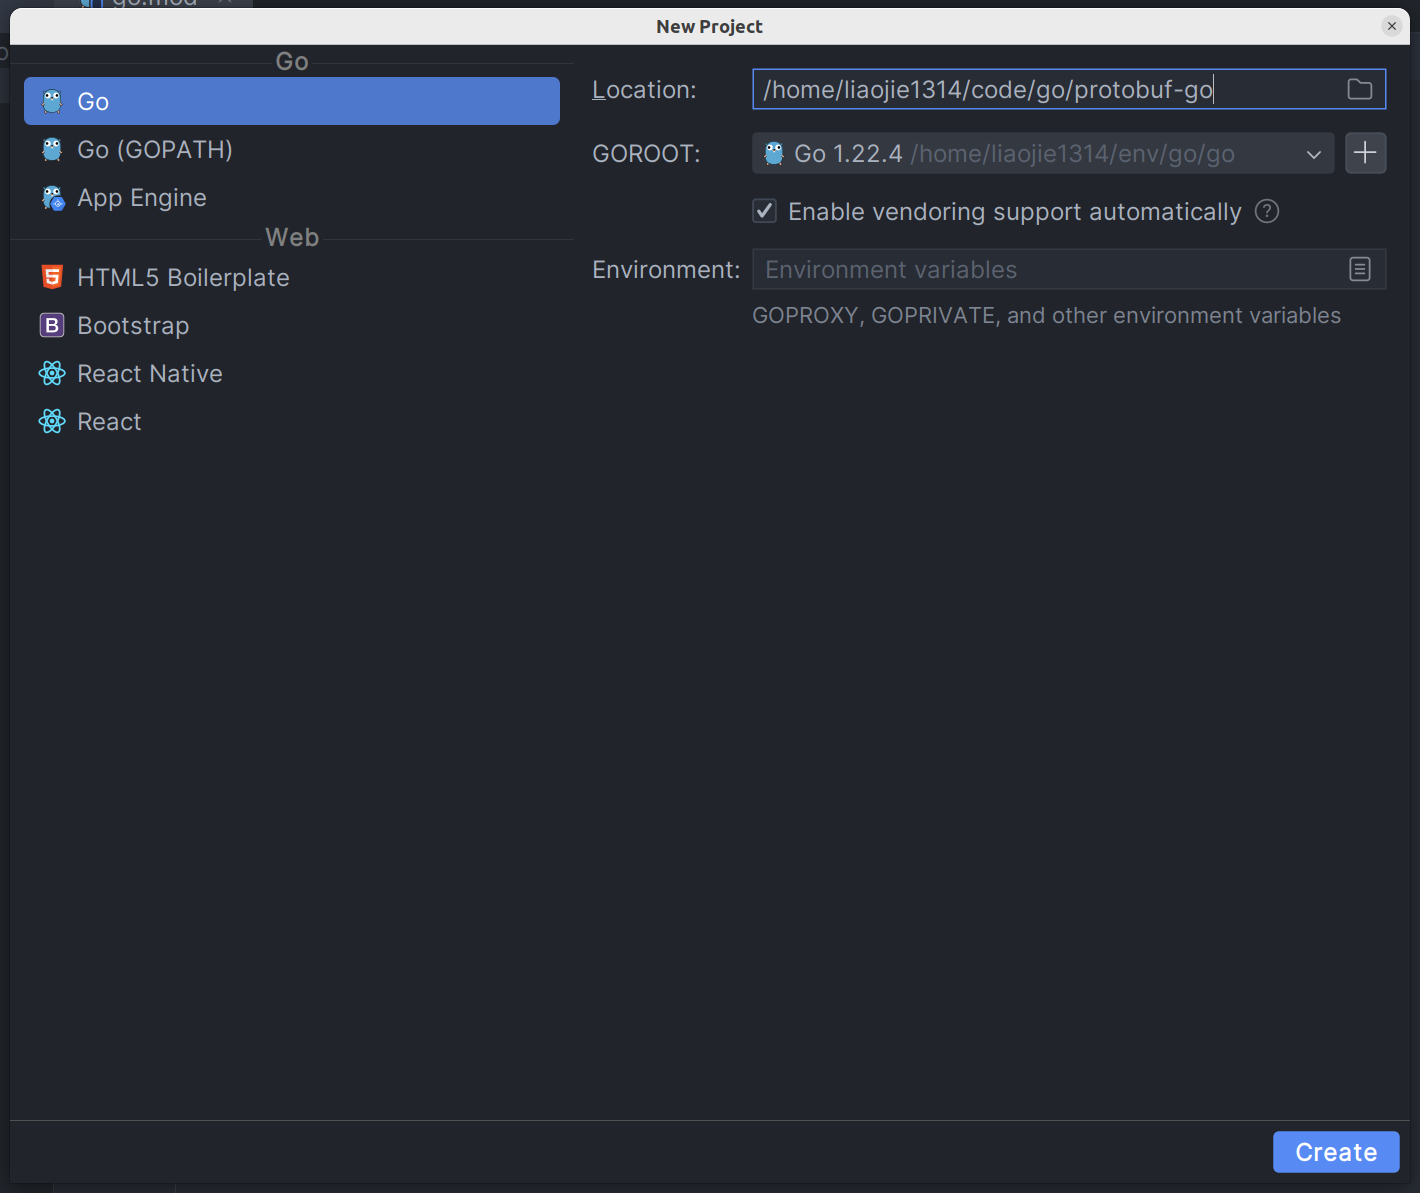 go.mod
New Project
Go
Go
Go (GOPATH)
App Engine
Web
HTML5 Boilerplate
Bootstrap
React Native
React
Location: /home/liaojie1314/code/go/protobuf-go
GOROOT: Go 1.22.4 /home/liaojie1314/env/go/go
Enable vendoring support automatically
Environment: Environment variables
GOPROXY, GOPRIVATE, and other environment variables
Create